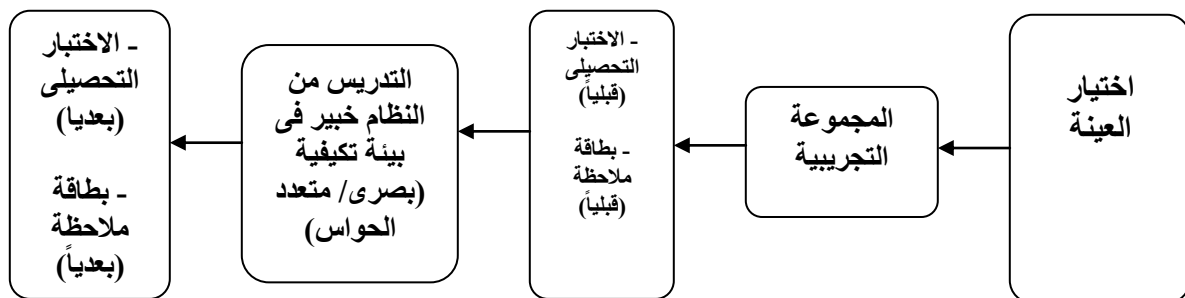 اختيار
العينة
المجموعة
التجريبية
- الاختبار
التحصيلى
(قبلياً)
- بطاقة
ملاحظة
(قبلياً)
التدريس من
النظام خبير فى
بيئة تكيفية
(بصرى/ متعدد
الحواس)
- الاختبار
التحصيلى
(بعديا)
- بطاقة
ملاحظة
(بعدياً)